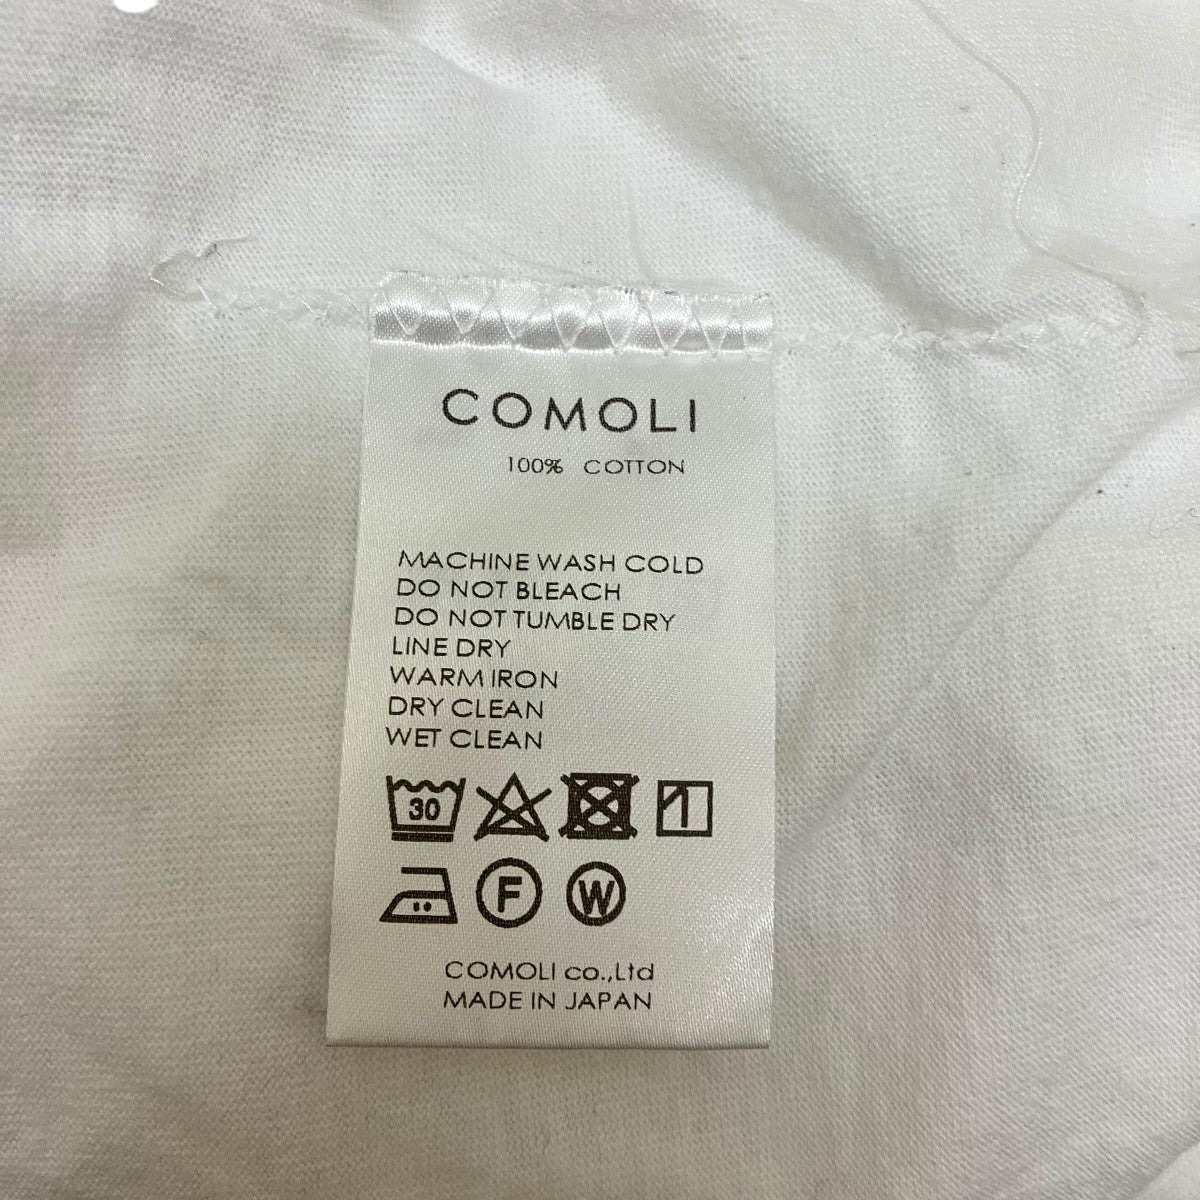 COMOLI
100% COTTON
MACHINE WASH COLD
DO NOT BLEACH
DO NOT TUMBLE DRY
LINE DRY
WARM IRON
DRY CLEAN
WET CLEAN
30
F W
COMOLI co.,Ltd
MADE IN JAPAN